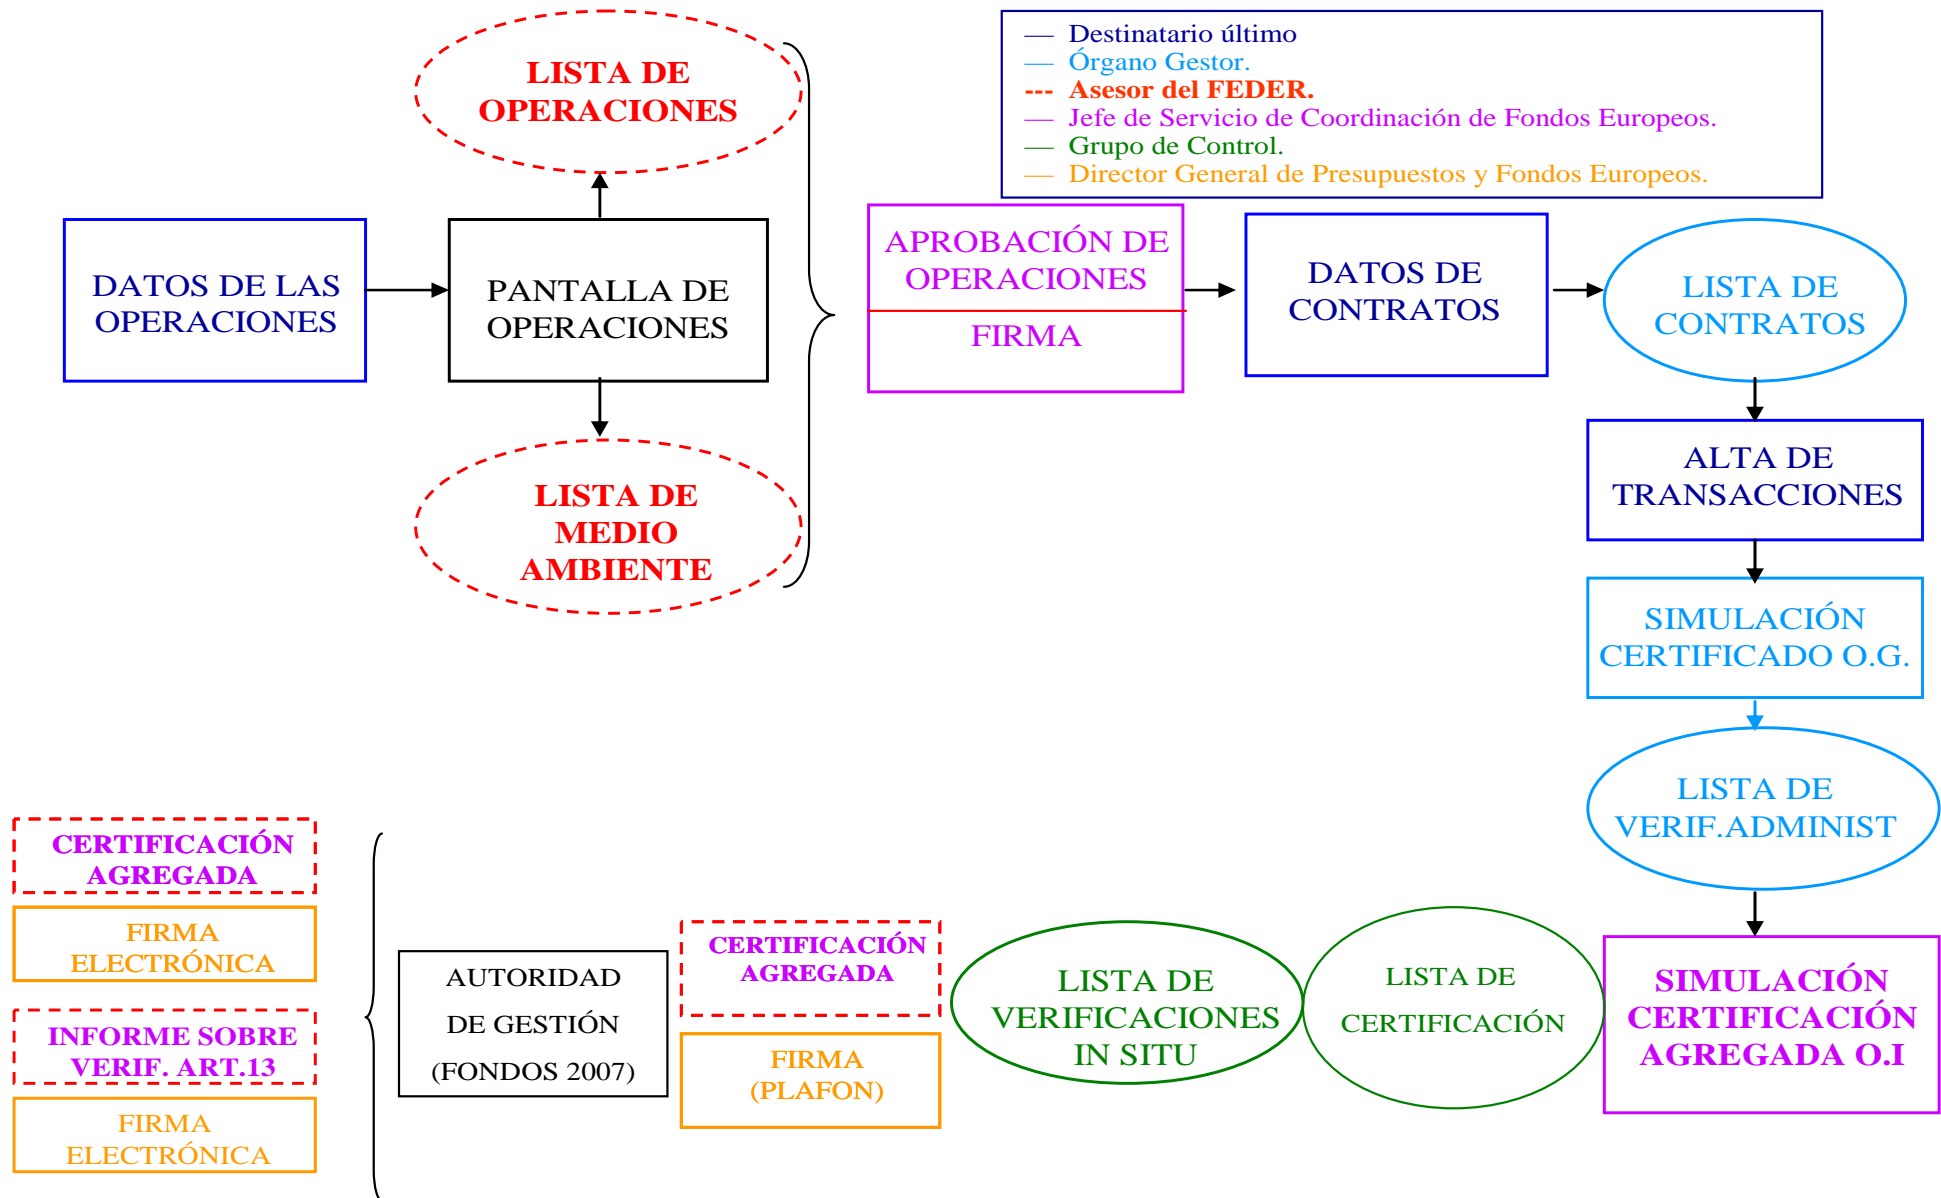 LISTA DE
OPERACIONES
— Destinatario último
— Órgano Gestor.
--- Asesor del FEDER.
— Jefe de Servicio de Coordinación de Fondos Europeos.
— Grupo de Control.
— Director General de Presupuestos y Fondos Europeos.
DATOS DE LAS
OPERACIONES
PANTALLA DE
OPERACIONES
LISTA DE
MEDIO
AMBIENTE
APROBACIÓN DE
OPERACIONES
FIRMA
DATOS DE
CONTRATOS
LISTA DE
CONTRATOS
ALTA DE
TRANSACCIONES
SIMULACIÓN
CERTIFICADO O.G.
LISTA DE
VERIF.ADMINIST
SIMULACIÓN
CERTIFICACIÓN
AGREGADA O.I
LISTA DE
CERTIFICACIÓN
LISTA DE
VERIFICACIONES
IN SITU
CERTIFICACIÓN
AGREGADA
FIRMA
(PLAFON)
AUTORIDAD
DE GESTIÓN
(FONDOS 2007)
CERTIFICACIÓN
AGREGADA
FIRMA
ELECTRÓNICA
INFORME SOBRE
VERIF. ART.13
FIRMA
ELECTRÓNICA